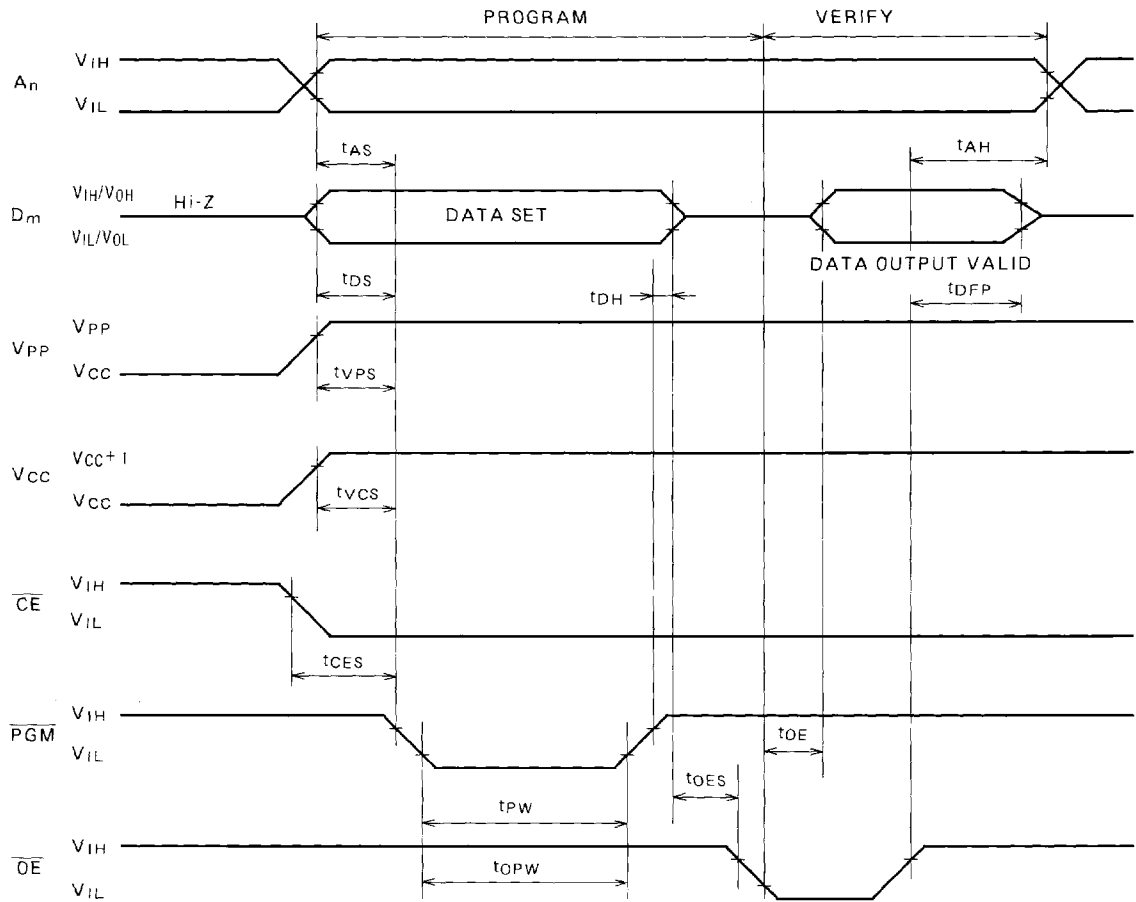 PROGRAM VERIFY
An VIH
VIL
tAS tAH
Dm VIH/VOH Hi-Z DATA SET
VIL/VOL
DATA OUTPUT VALID
tDS tDH tDFP
VPP VPP
VCC
tVPS
VCC VCC+1
VCC
tVCS
CE VIH
VIL
tCES
PGM VIH
VIL
tOE
tOES
tPW
OE VIH
tOPW
VIL